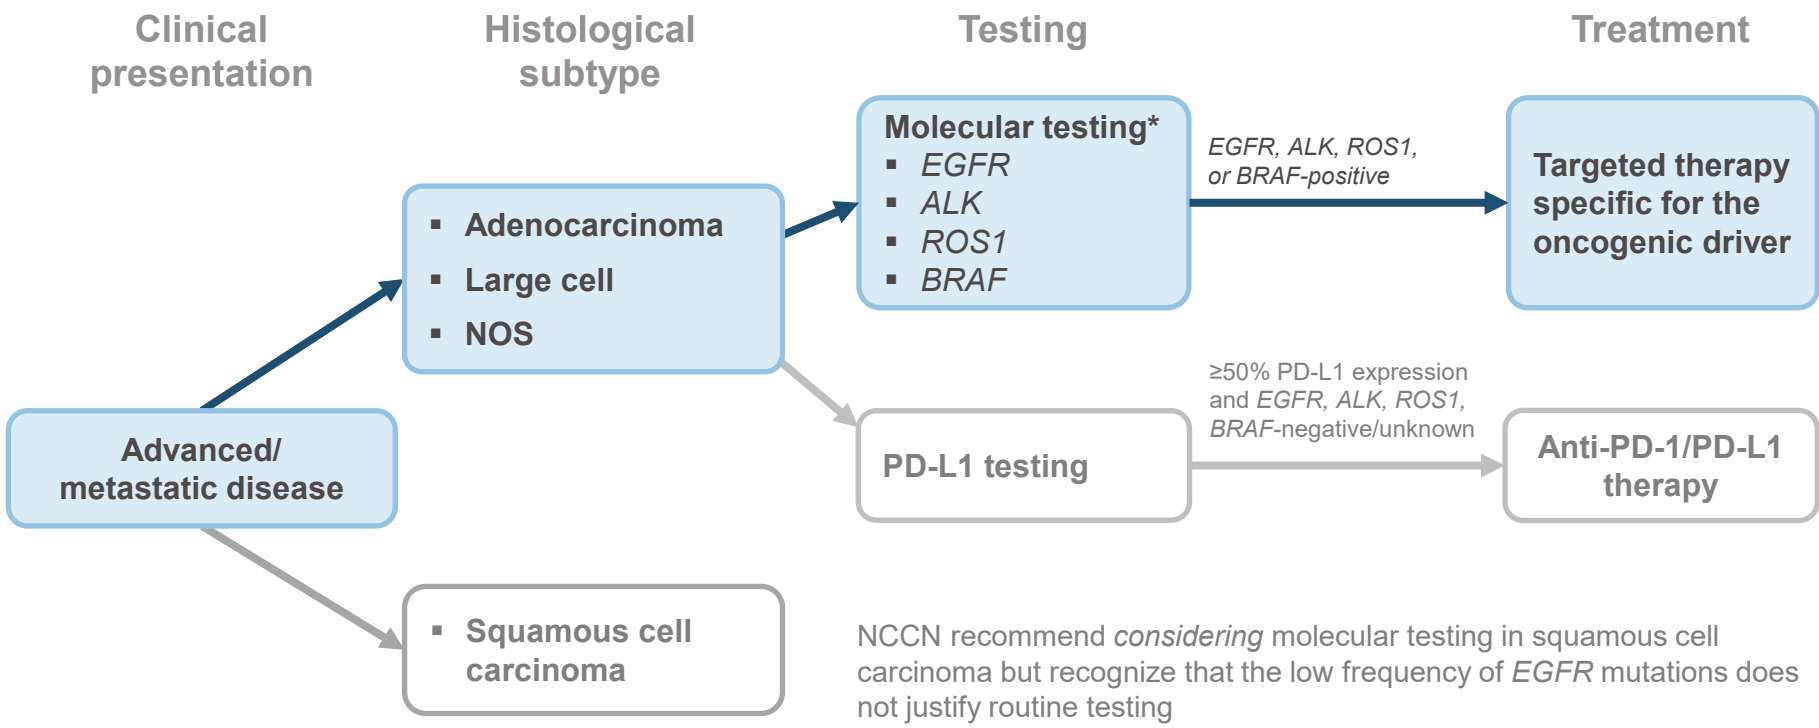 Clinical
presentation
Histological
subtype
Testing
Treatment
Advanced/
metastatic disease
▪ Adenocarcinoma
▪ Large cell
▪ NOS
▪ Squamous cell
carcinoma
Molecular testing*
▪ EGFR
▪ ALK
▪ ROS1
▪ BRAF
EGFR, ALK, ROS1,
or BRAF-positive
Targeted therapy
specific for the
oncogenic driver
PD-L1 testing
≥50% PD-L1 expression
and EGFR, ALK, ROS1,
BRAF-negative/unknown
Anti-PD-1/PD-L1
therapy
NCCN recommend considering molecular testing in squamous cell
carcinoma but recognize that the low frequency of EGFR mutations does
not justify routine testing